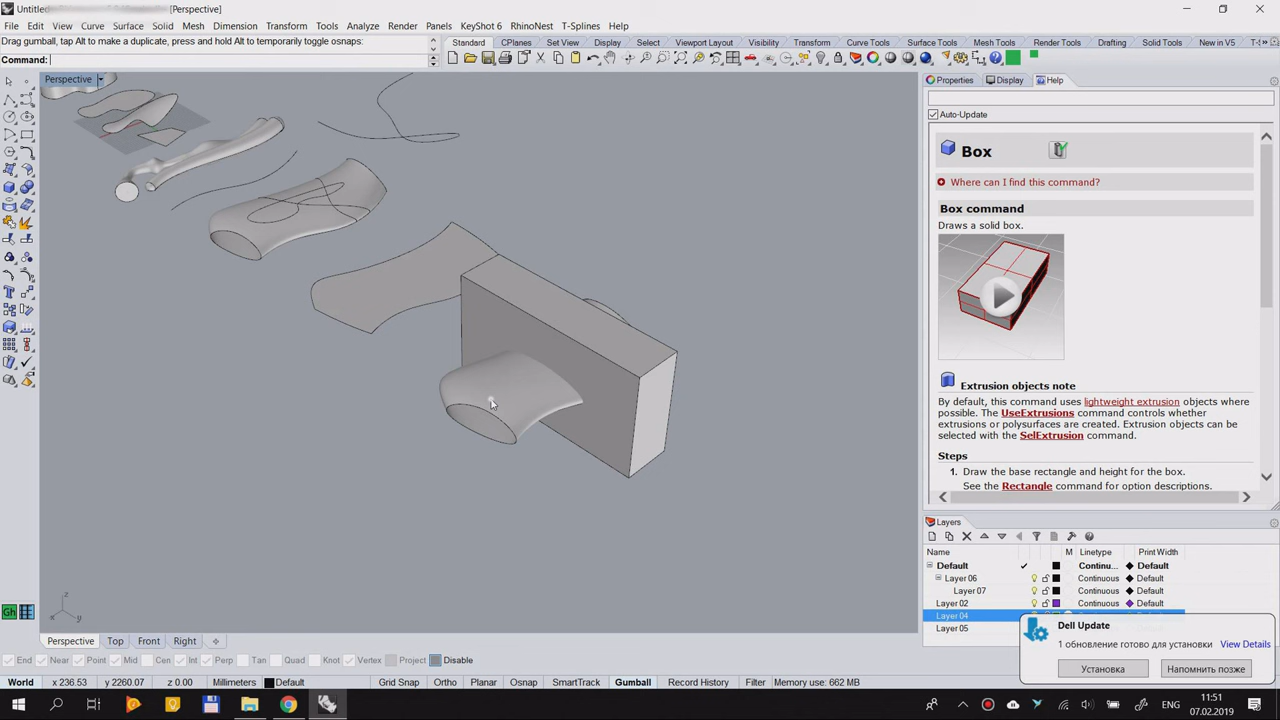 [Perspective]
File Edit View Curve Surface Solid Mesh Dimension Transform Tools Analyze Render Panels KeyShot 6 RhinoNest T-Splines Help
Drag gumball, tap Alt to make a duplicate, press and hold Alt to temporarily toggle osnaps:
Command:
Standard CPlanes Set View Display Select Viewport Layout Visibility Transform Curve Tools Surface Tools Solid Tools Mesh Tools Render Tools Drafting New in V5
Perspective
Properties Display Help
Auto-Update
Box
Where can I find this command?
Box command
Draws a solid box.
Extrusion objects note
By default, this command uses lightweight extrusion objects where
possible. The UseExtrusions command controls whether
extrusions or polysurfaces are created. Extrusion objects can be
selected with the SelExtrusion command.
Steps
1. Draw the base rectangle and height for the box.
See the Rectangle command for option descriptions.
Layers
Name M Linetype Print Width
Default Continu... Default
Layer 06 Continuous Default
Layer 07 Continuous Default
Layer 02 Continuous Default
Layer 04
Layer 05
Dell Update
1 обновление готово для установки View Details
Установка Напомнить позже
z
x y
Perspective Top Front Right
End Near Point Mid Cen Int Perp Tan Quad Knot Vertex Project Disable
World x 236.53 y 2260.07 z 0.00 Millimeters Default Grid Snap Ortho Planar Osnap SmartTrack Gumball Record History Filter Memory use: 662 MB
Gh
ENG
11:51
07.02.2019